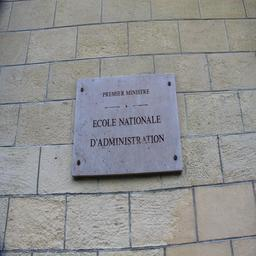 PREMIER MINISTRE
ECOLE NATIONALE
D'ADMINISTRATION